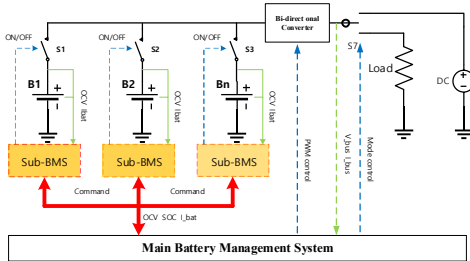 Bi-directional
Converter
ON/OFF
S1
ON/OFF
S2
ON/OFF
S3
S7
Load
DC
B1
B2
Bn
OCV Ibat
OCV Ibat
OCV Ibat
Sub-BMS
Sub-BMS
Sub-BMS
Command
Command
OCV SOC I_bat
PWM control
V_bus I_bus
Mode control
Main Battery Management System